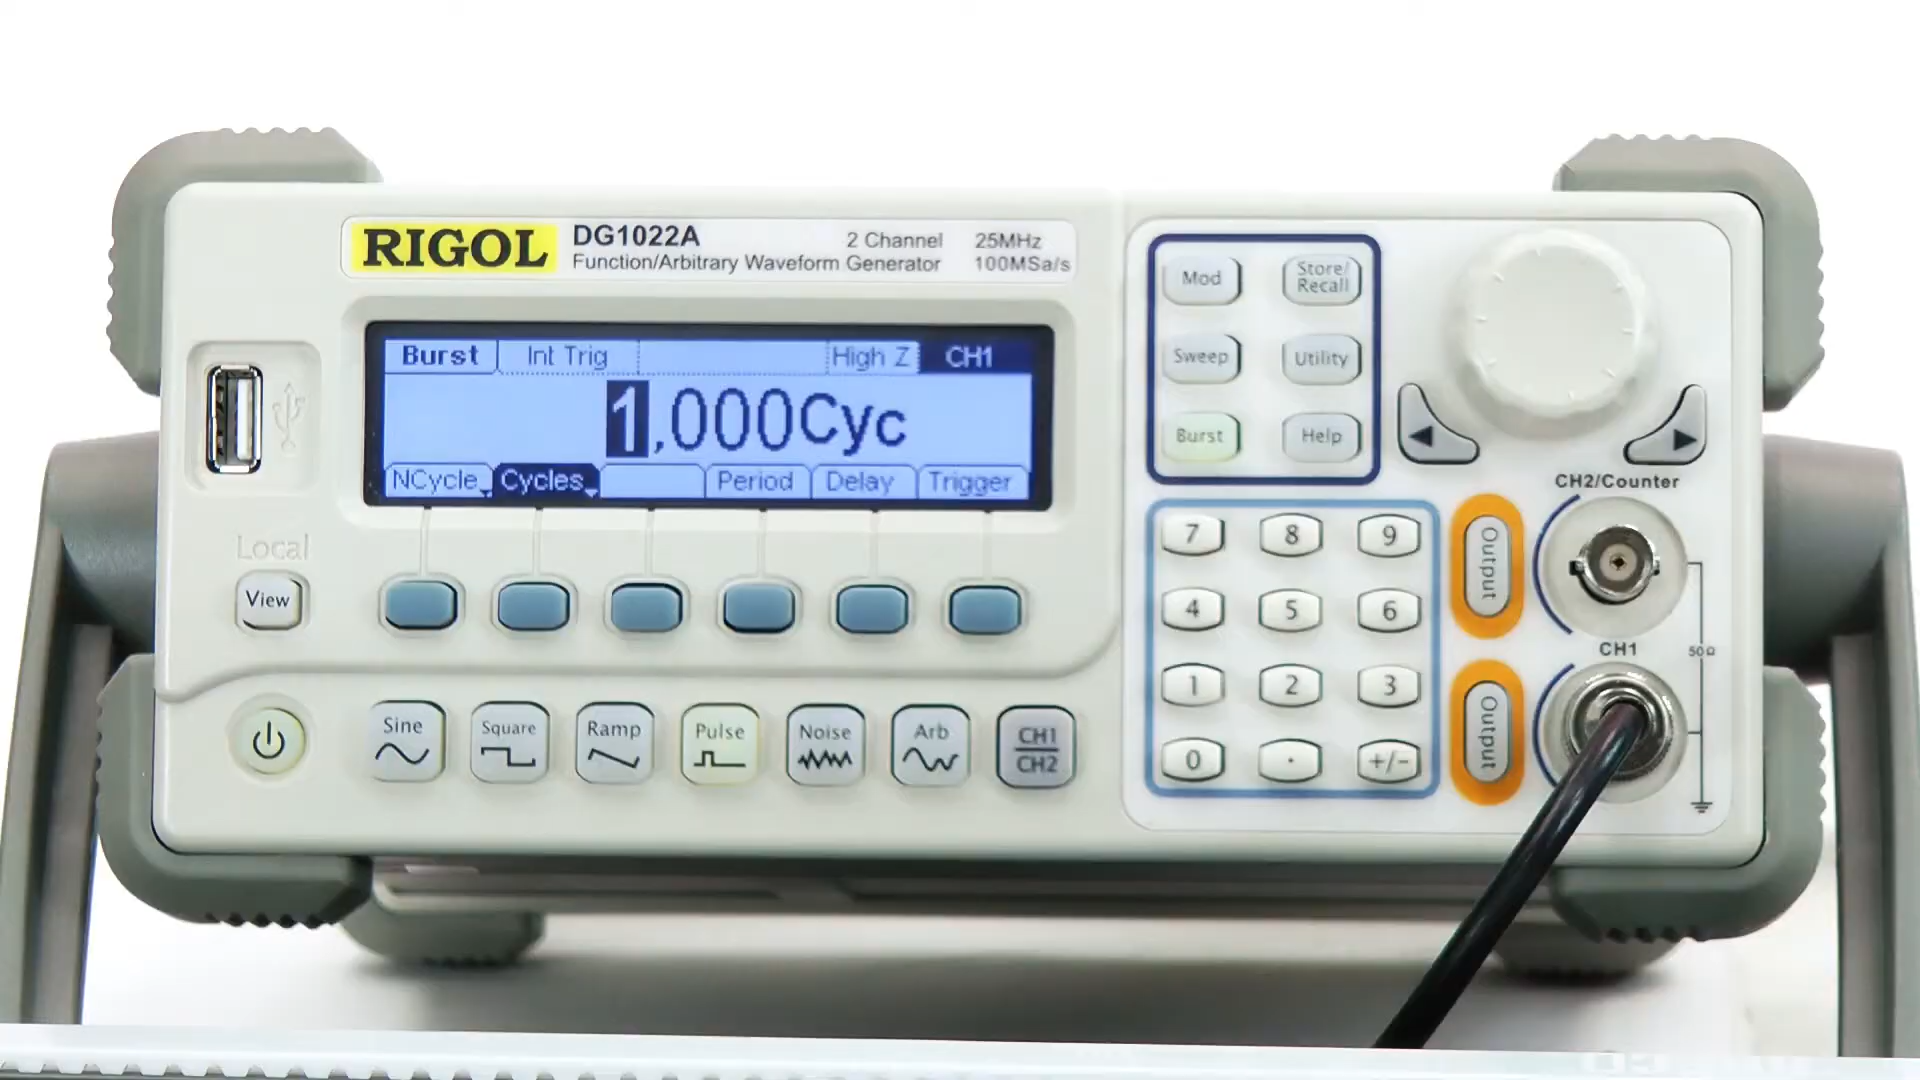 RIGOL
DG1022A 2 Channel 25MHz
Function/Arbitrary Waveform Generator 100MSa/s
Burst Int Trig High Z CH1
1,000Cyc
NCycle Cycles Period Delay Trigger
Local
View
Sine Square Ramp Pulse Noise Arb CH1
CH2
Mod Store/
Recall
Sweep Utility
Burst Help
7 8 9
4 5 6
1 2 3
0 . +/-
Output
Output
CH2/Counter
CH1
50Ω